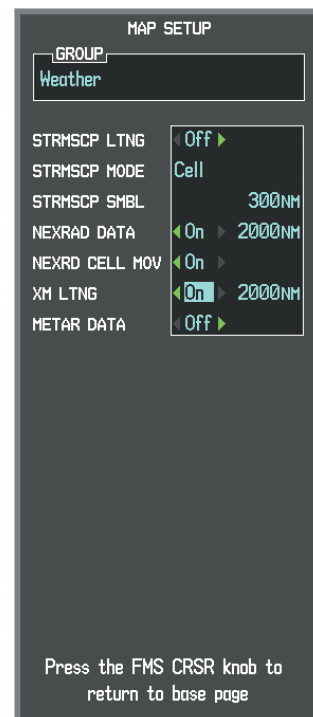 MAP SETUP
GROUP
Weather
STRMSCP LTNG Off
STRMSCP MODE Cell
STRMSCP SMBL 300NM
NEXRAD DATA On 2000NM
NEXRD CELL MOV On
XM LTNG On 2000NM
METAR DATA Off
Press the FMS CRSR knob to
return to base page